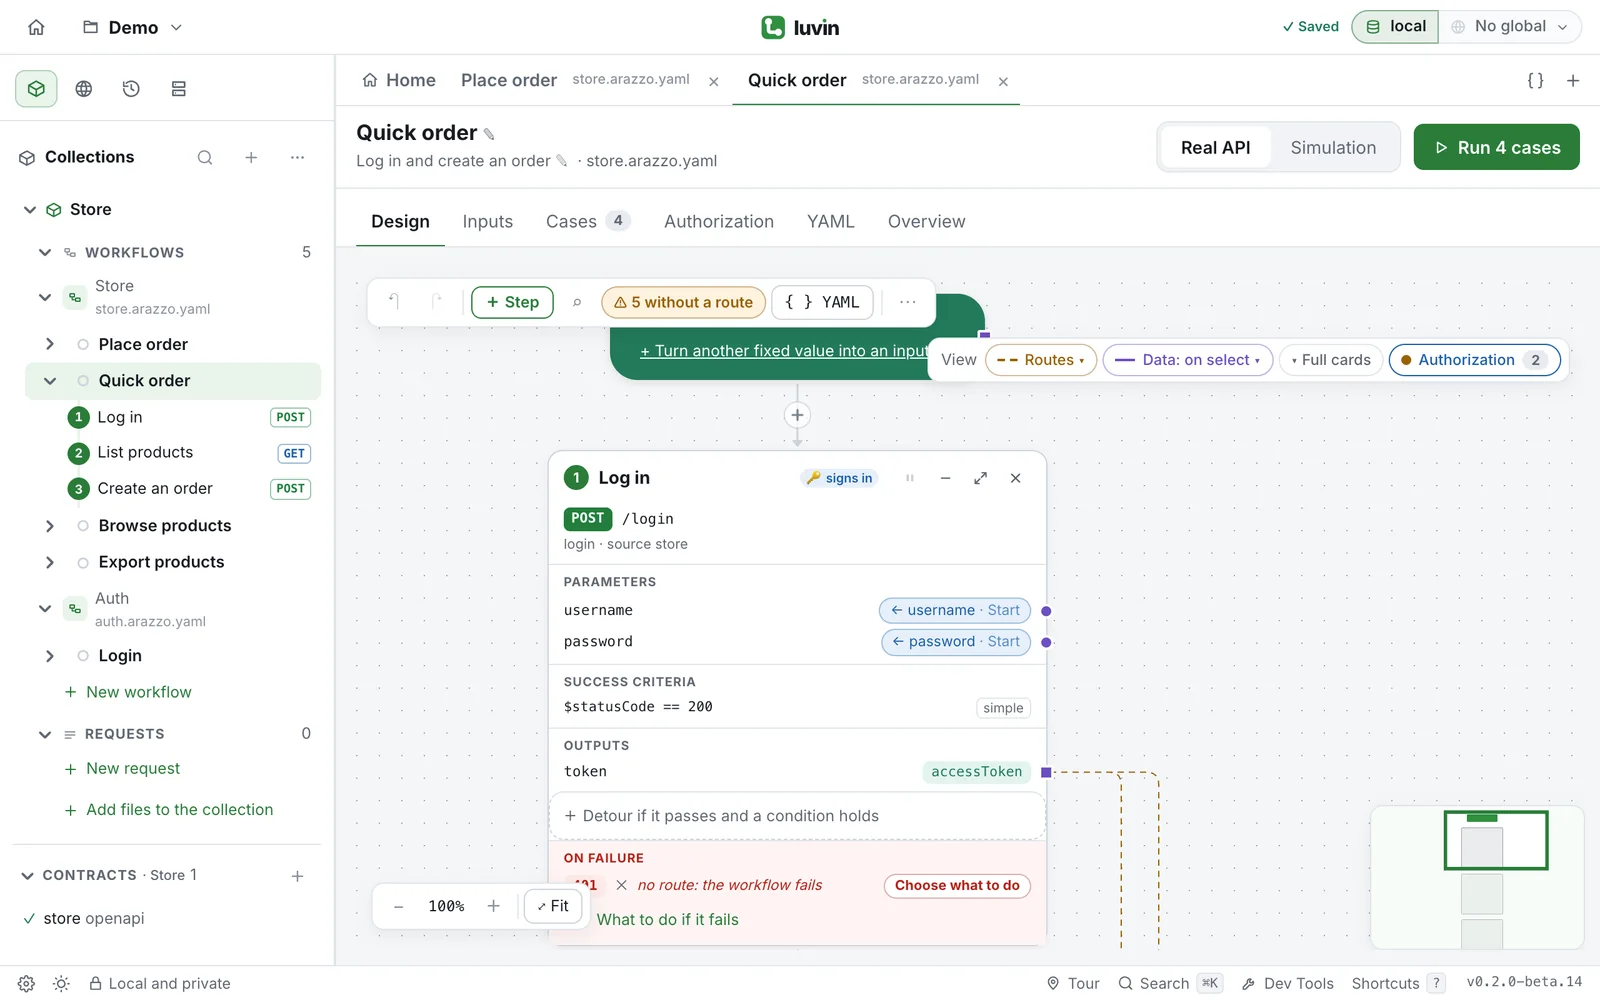 Demo
luvin
Saved
local
No global
Home
Place order store.arazzo.yaml
Quick order store.arazzo.yaml
{ }
Collections
Store
WORKFLOWS 5
Store
store.arazzo.yaml
Place order
Quick order
1 Log in POST
2 List products GET
3 Create an order POST
Browse products
Export products
Auth
auth.arazzo.yaml
Login
+ New workflow
REQUESTS 0
+ New request
+ Add files to the collection
CONTRACTS · Store 1
store openapi
Quick order
Log in and create an order · store.arazzo.yaml
Real API
Simulation
Run 4 cases
Design
Inputs
Cases 4
Authorization
YAML
Overview
+ Step
5 without a route
{ } YAML
+ Turn another fixed value into an input
View
Routes
Data: on select
Full cards
Authorization 2
1 Log in
signs in
POST /login
login · source store
PARAMETERS
username
← username · Start
password
← password · Start
SUCCESS CRITERIA
$statusCode == 200
simple
OUTPUTS
token
accessToken
+ Detour if it passes and a condition holds
ON FAILURE
no route: the workflow fails
Choose what to do
What to do if it fails
− 100% +
Fit
Local and private
Tour
Search ⌘K
Dev Tools
Shortcuts ?
v0.2.0-beta.14